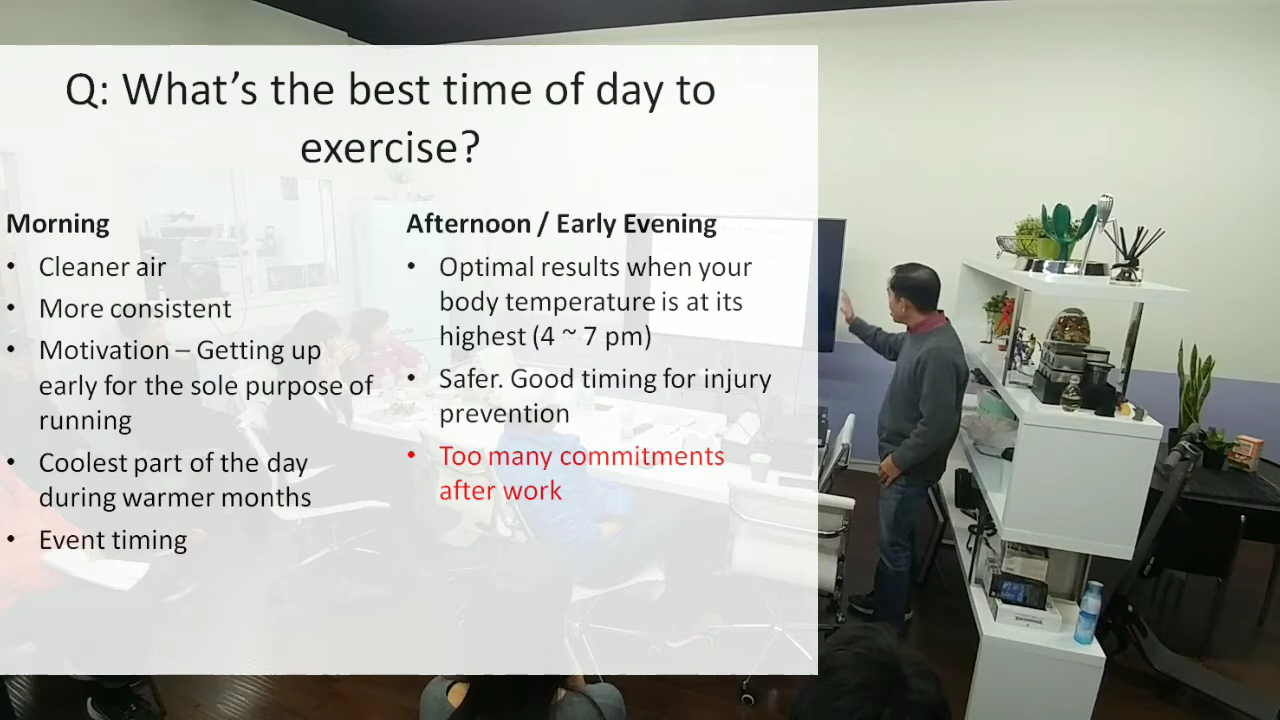 Q: What's the best time of day to
exercise?
Morning
• Cleaner air
• More consistent
• Motivation – Getting up
early for the sole purpose of
running
• Coolest part of the day
during warmer months
• Event timing
Afternoon / Early Evening
• Optimal results when your
body temperature is at its
highest (4 ~ 7 pm)
• Safer. Good timing for injury
prevention
• Too many commitments
after work